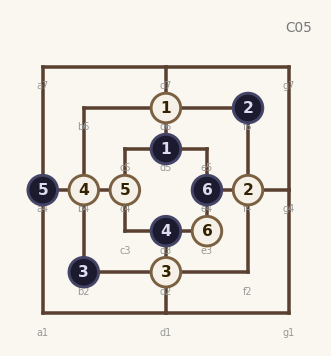 C05
a7 d7 g7
1 2
b6 d6 f6
1
c5 d5 e5
5 4 5 6 2
a4 b4 c4 e4 f4 g4
4 6
c3 d3 e3
3 3
b2 d2 f2
a1 d1 g1